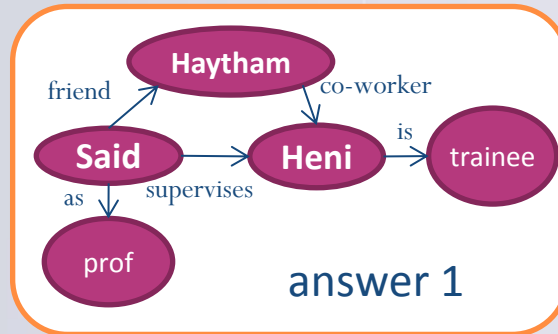 Haytham
friend
co-worker
is
Said
Heni
trainee
as
supervises
prof
answer 1